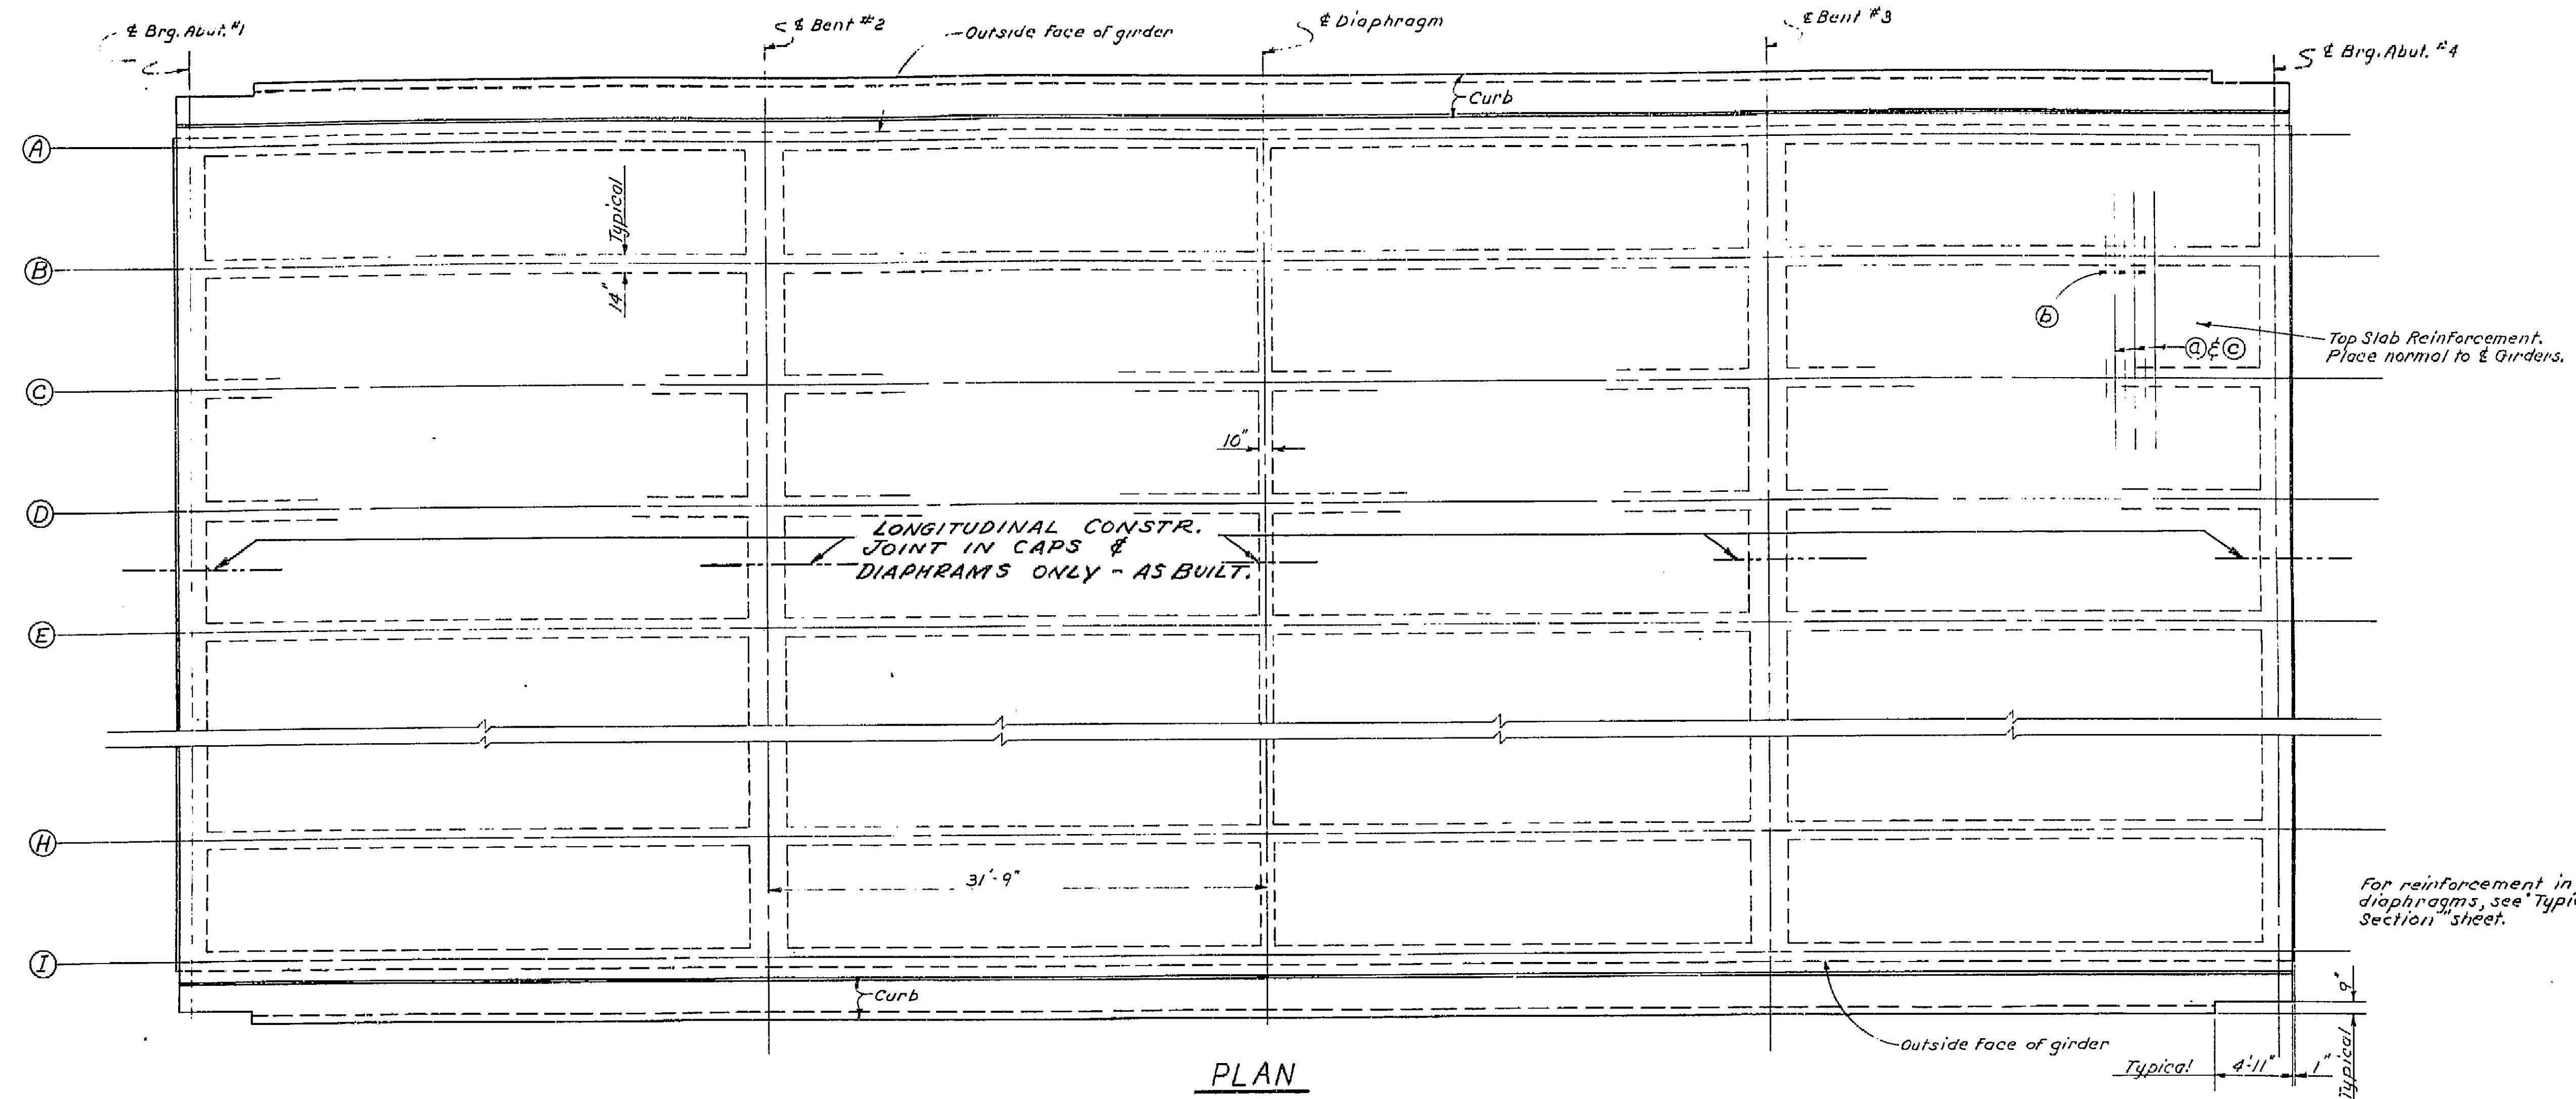 ℄ Brg. Abut. #1
℄ Bent #2
Outside face of girder
℄ Diaphragm
℄ Bent #3
℄ Brg. Abut. #4
Curb
A
Typical
14"
B
b
a & c
Top Slab Reinforcement.
Place normal to ℄ Girders.
C
10"
D
LONGITUDINAL CONSTR.
JOINT IN CAPS &
DIAPHRAMS ONLY - AS BUILT.
E
H
31'-9"
For reinforcement in
diaphragms, see "Typic
Section" sheet.
I
Curb
9"
Typical
Outside face of girder
Typical
4'-11"
1"
PLAN